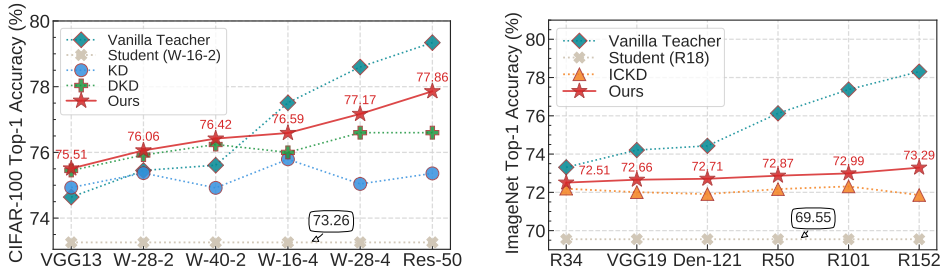 CIFAR-100 Top-1 Accuracy (%)
80
78
76
74
Vanilla Teacher
Student (W-16-2)
KD
DKD
Ours
75.51
76.06
76.42
76.59
77.17
77.86
73.26
VGG13 W-28-2 W-40-2 W-16-4 W-28-4 Res-50
ImageNet Top-1 Accuracy (%)
80
78
76
74
72
70
Vanilla Teacher
Student (R18)
ICKD
Ours
72.51
72.66
72.71
72.87
72.99
73.29
69.55
R34 VGG19 Den-121 R50 R101 R152